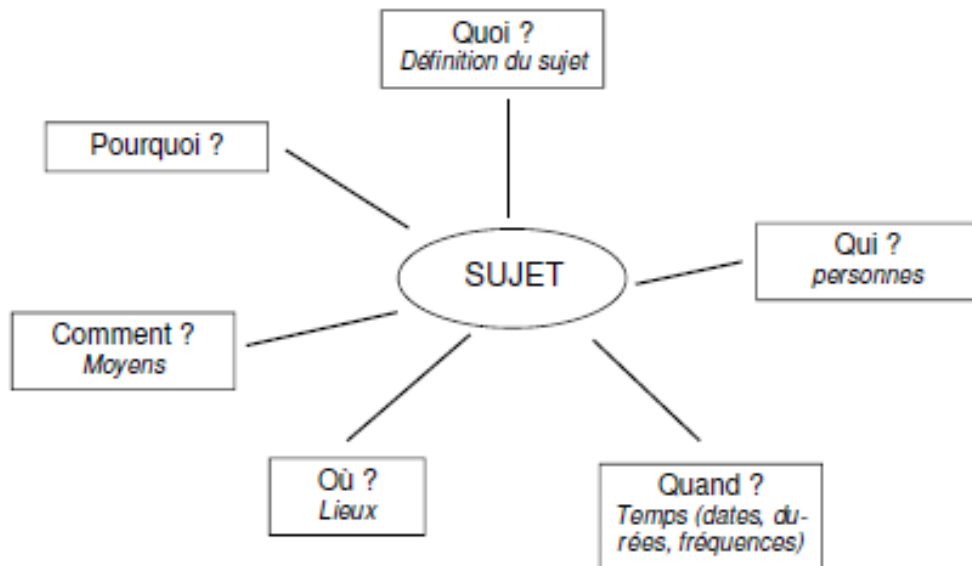 Quoi ?
Définition du sujet
Pourquoi ?
Qui ?
personnes
SUJET
Comment ?
Moyens
Où ?
Lieux
Quand ?
Temps (dates, du-
rées, fréquences)